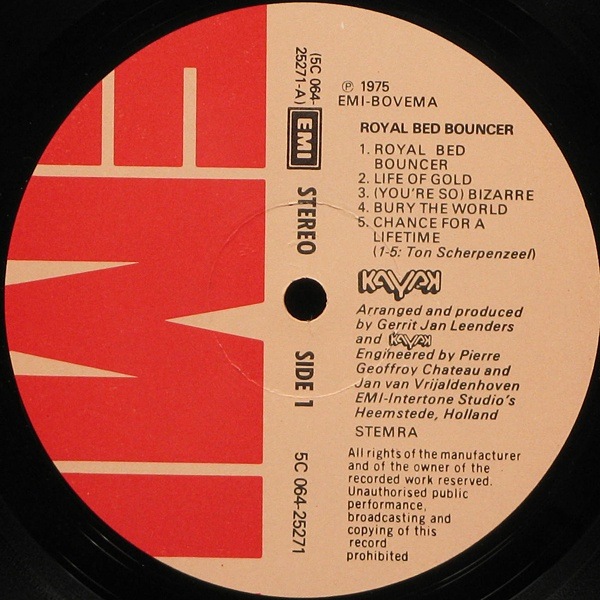 EMI
(5C 064-
25271-A)
EMI
STEREO
SIDE 1
5C 064-25271
℗ 1975
EMI-BOVEMA
ROYAL BED BOUNCER
1. ROYAL BED
BOUNCER
2. LIFE OF GOLD
3. (YOU'RE SO) BIZARRE
4. BURY THE WORLD
5. CHANCE FOR A
LIFETIME
(1-5: Ton Scherpenzeel)
KAYAK
Arranged and produced
by Gerrit Jan Leenders
and KAYAK
Engineered by Pierre
Geoffroy Chateau and
Jan van Vrijaldenhoven
EMI-Intertone Studio's
Heemstede, Holland
STEMRA
All rights of the manufacturer
and of the owner of the
recorded work reserved.
Unauthorised public
performance,
broadcasting and
copying of this
record
prohibited